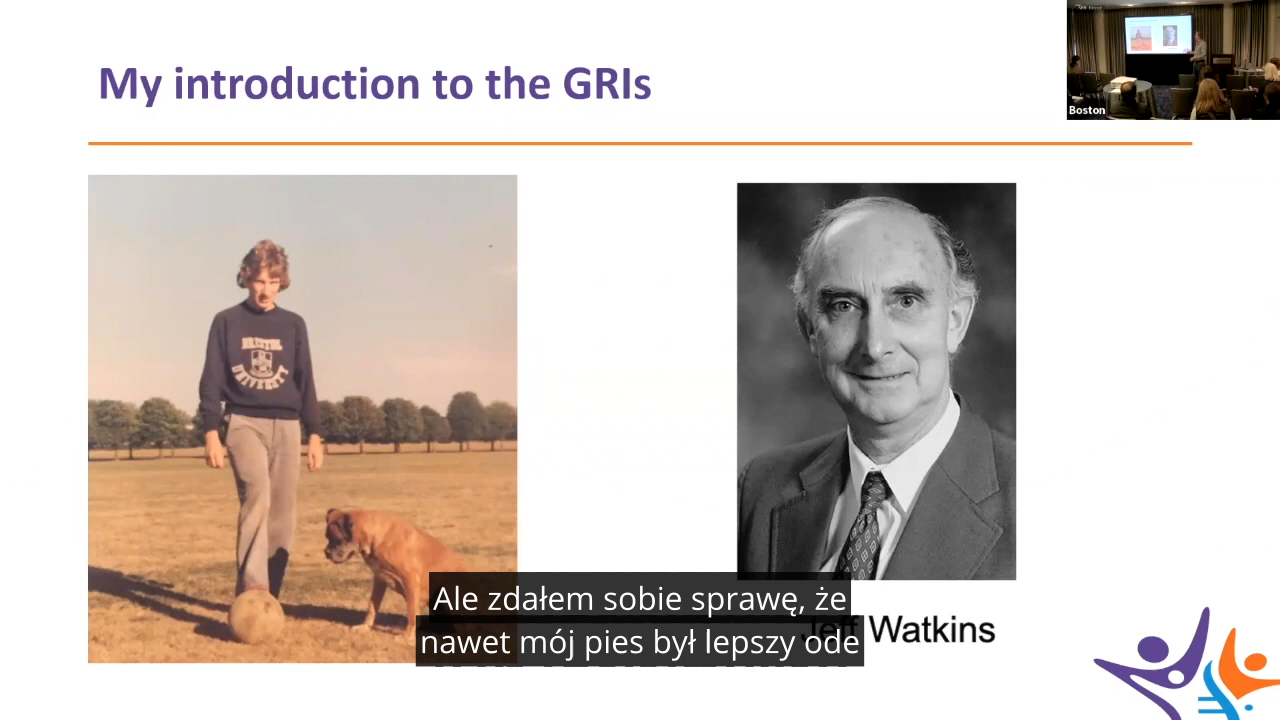 My introduction to the GRIs
Boston
BRISTOL
UNIVERSITY
Jeff Watkins
Ale zdałem sobie sprawę, że
nawet mój pies był lepszy ode